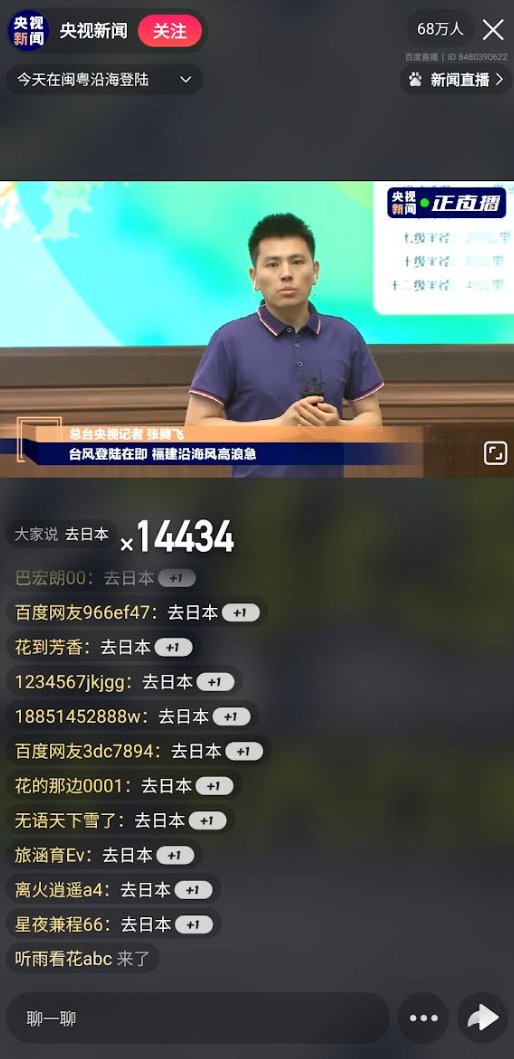 央视新闻
央视新闻 关注 68万人
百度直播 | ID 8480390622
今天在闽粤沿海登陆 新闻直播
央视新闻 正直播
七级半径：
十级半径：
十二级半径：
总台央视记者 张腾飞
台风登陆在即 福建沿海风高浪急
大家说 去日本 ×14434
巴宏朗00：去日本 +1
百度网友966ef47：去日本 +1
花到芳香：去日本 +1
1234567jkjgg：去日本 +1
18851452888w：去日本 +1
百度网友3dc7894：去日本 +1
花的那边0001：去日本 +1
无语天下雪了：去日本 +1
旅涵育Ev：去日本 +1
离火逍遥a4：去日本 +1
星夜兼程66：去日本 +1
听雨看花abc 来了
聊一聊